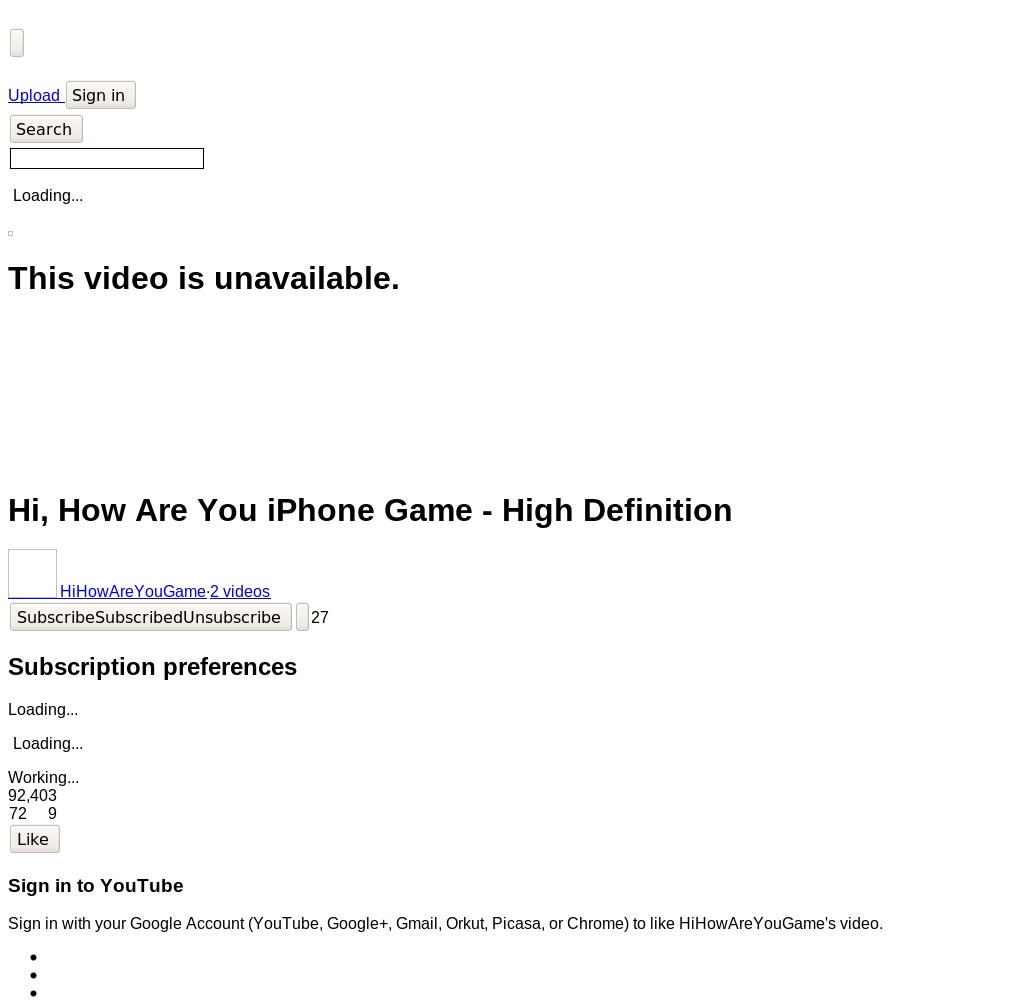 Upload Sign in
Search
Loading...
This video is unavailable.
Hi, How Are You iPhone Game - High Definition
HiHowAreYouGame·2 videos
SubscribeSubscribedUnsubscribe 27
Subscription preferences
Loading...
Loading...
Working...
92,403
72 9
Like
Sign in to YouTube
Sign in with your Google Account (YouTube, Google+, Gmail, Orkut, Picasa, or Chrome) to like HiHowAreYouGame's video.